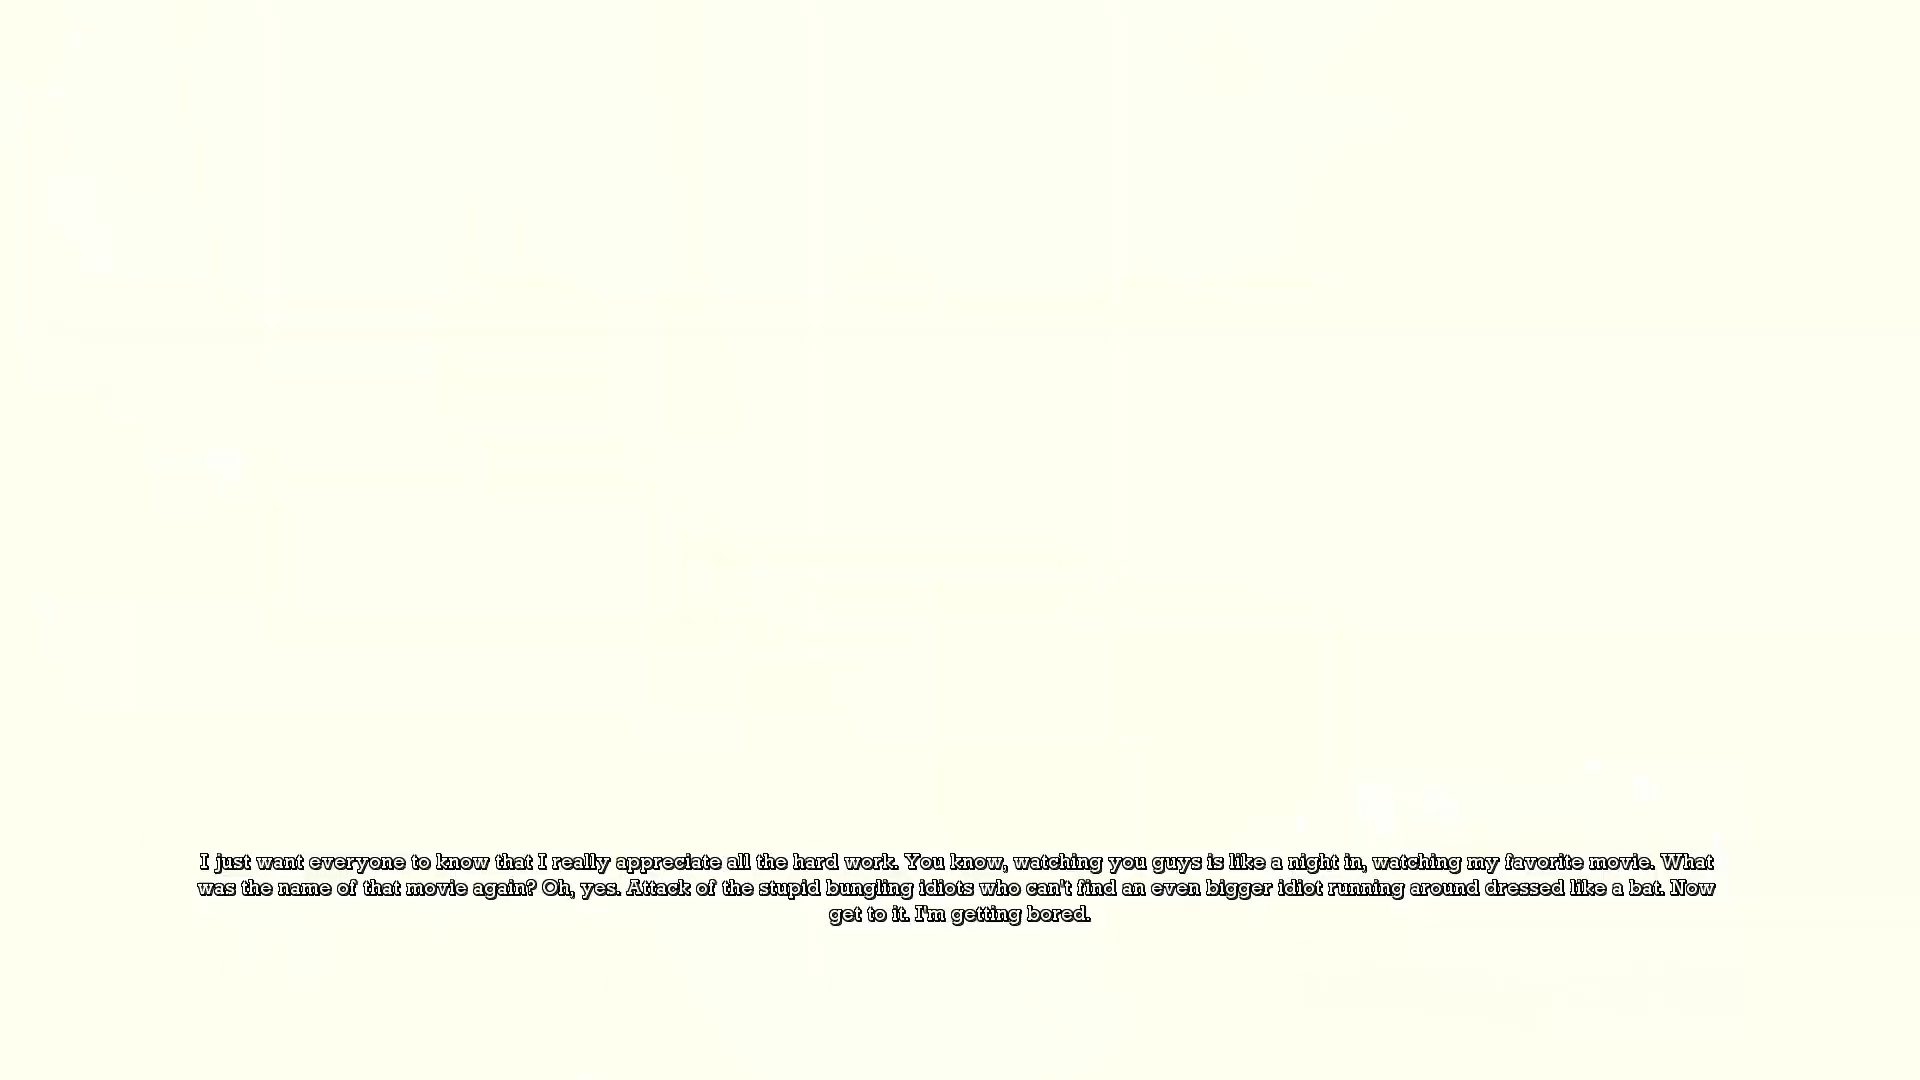 I just want everyone to know that I really appreciate all the hard work. You know, watching you guys is like a night in, watching my favorite movie. What
was the name of that movie again? Oh, yes. Attack of the stupid bungling idiots who can't find an even bigger idiot running around dressed like a bat. Now
get to it. I'm getting bored.